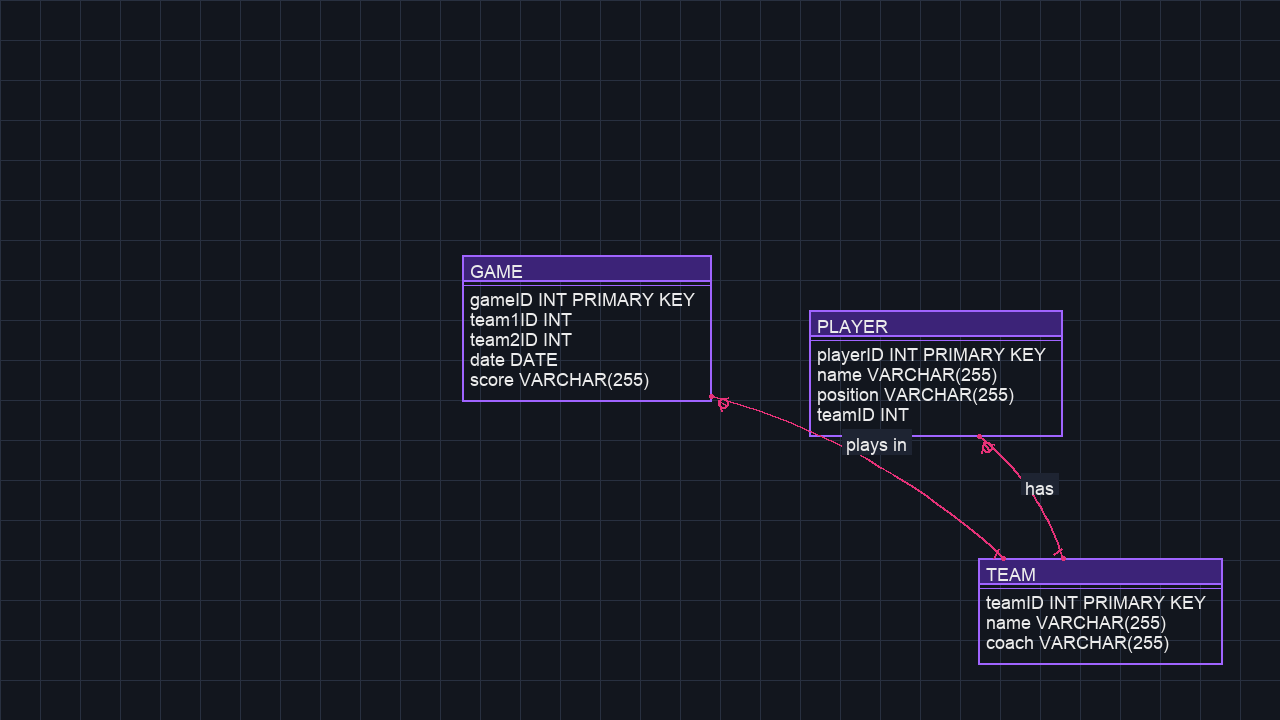 GAME
gameID INT PRIMARY KEY
team1ID INT
team2ID INT
date DATE
score VARCHAR(255)
PLAYER
playerID INT PRIMARY KEY
name VARCHAR(255)
position VARCHAR(255)
teamID INT
plays in
has
TEAM
teamID INT PRIMARY KEY
name VARCHAR(255)
coach VARCHAR(255)